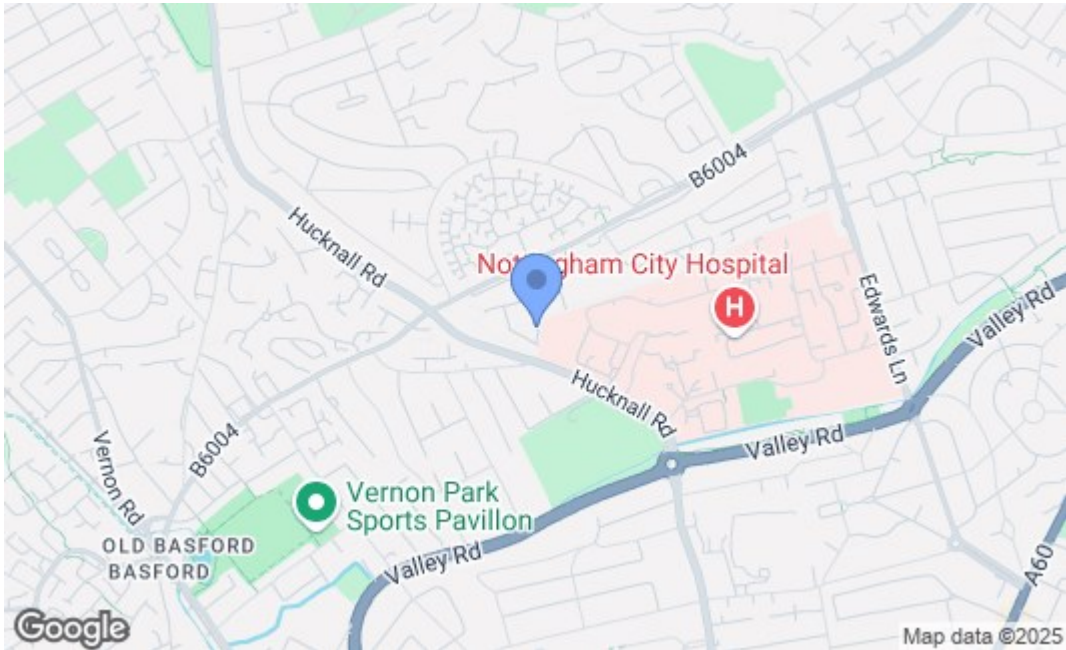 B6004
Hucknall Rd
Nottingham City Hospital
H
Edwards Ln
Valley Rd
Hucknall Rd
Valley Rd
B6004
Vernon Rd
Vernon Park
Sports Pavillon
OLD BASFORD
BASFORD
Valley Rd
A60
Google
Map data ©2025